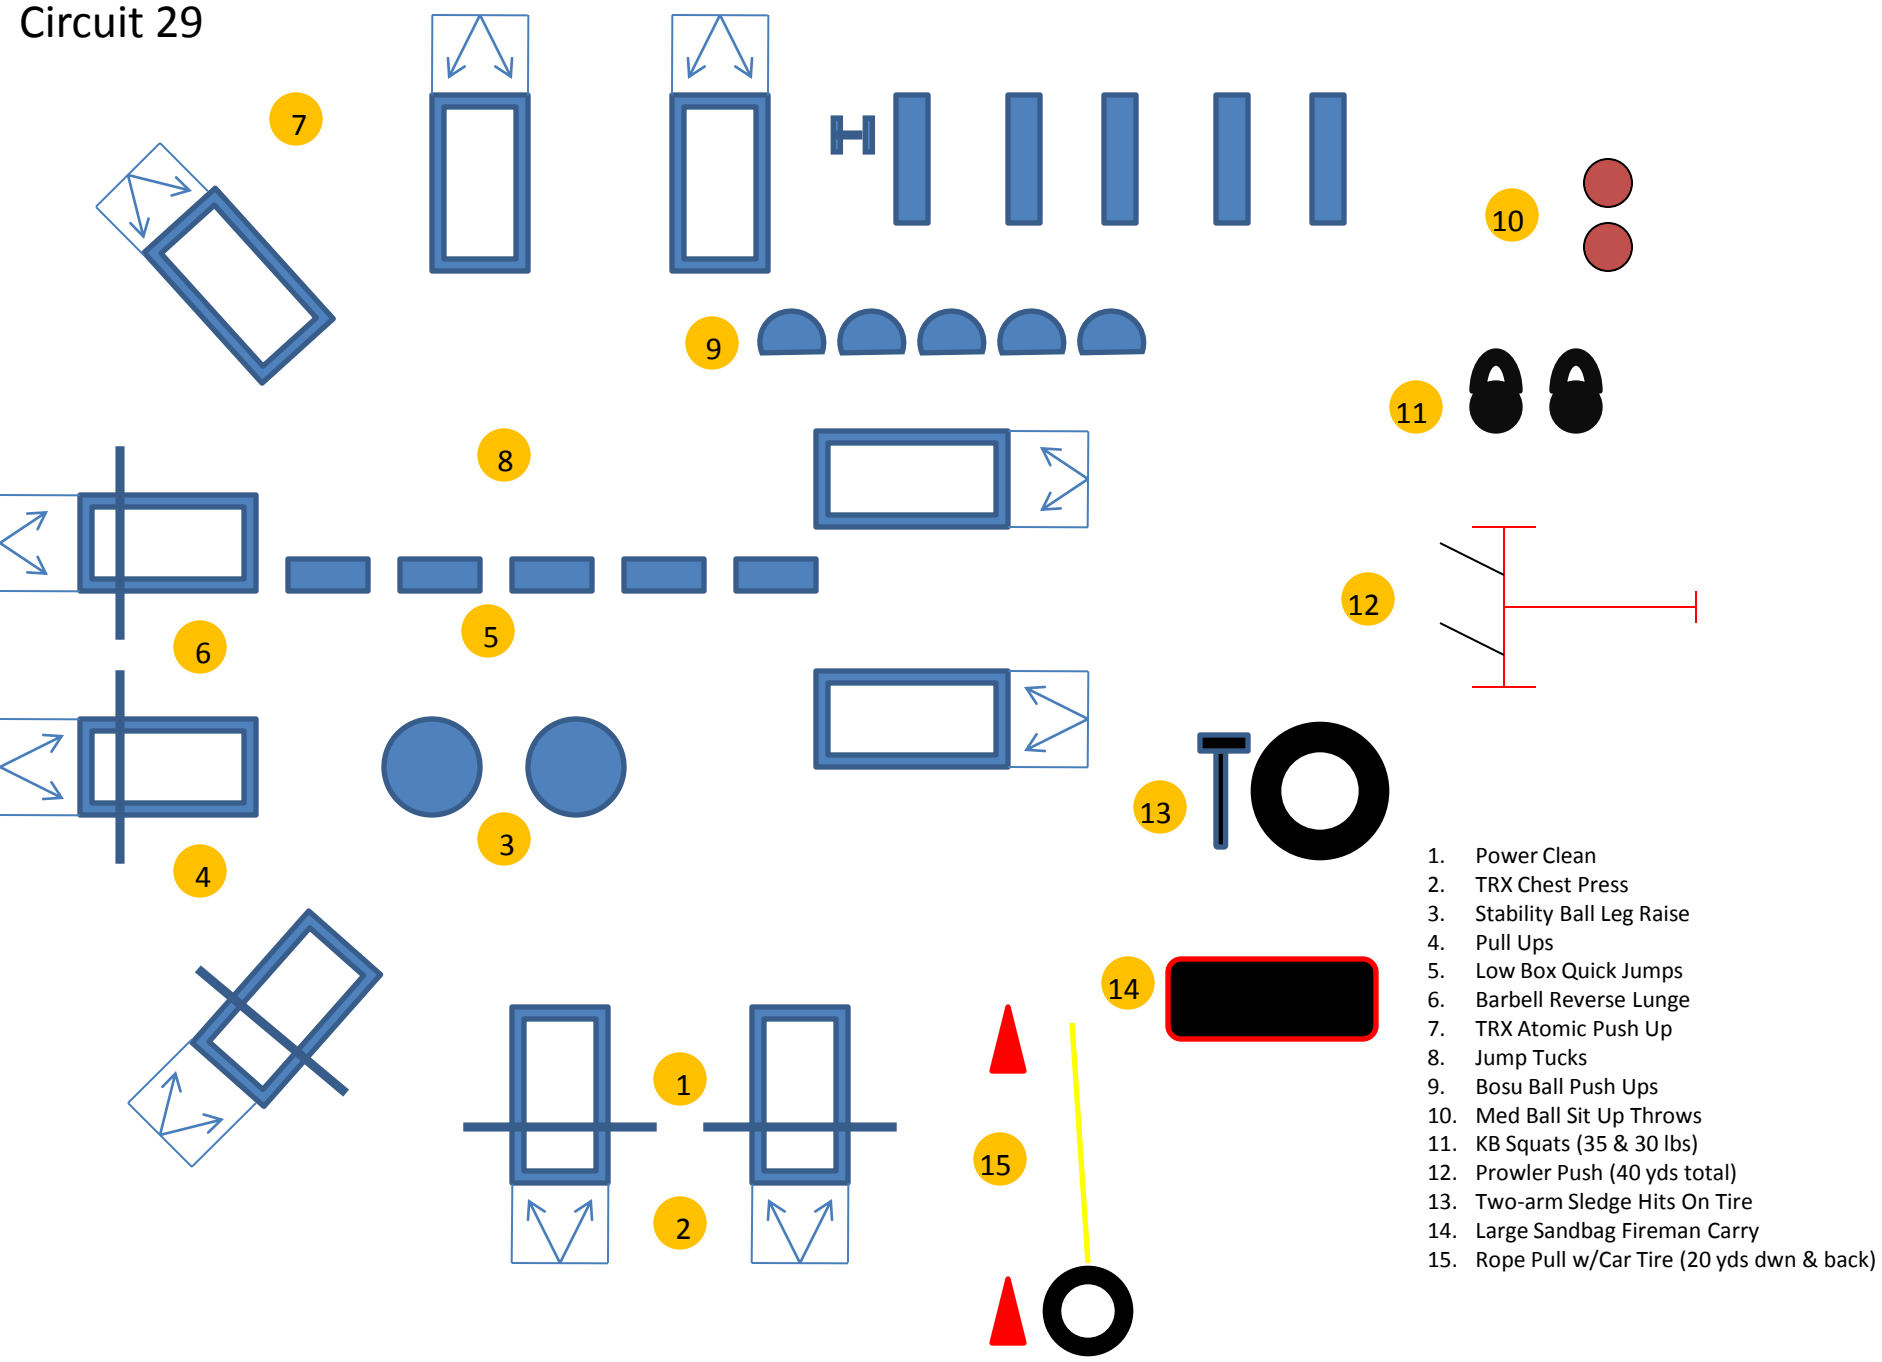 Circuit 29
7
10
9
11
8
12
5
6
13
3
4
14
1
15
2
1. Power Clean
2. TRX Chest Press
3. Stability Ball Leg Raise
4. Pull Ups
5. Low Box Quick Jumps
6. Barbell Reverse Lunge
7. TRX Atomic Push Up
8. Jump Tucks
9. Bosu Ball Push Ups
10. Med Ball Sit Up Throws
11. KB Squats (35 & 30 lbs)
12. Prowler Push (40 yds total)
13. Two-arm Sledge Hits On Tire
14. Large Sandbag Fireman Carry
15. Rope Pull w/Car Tire (20 yds dwn & back)